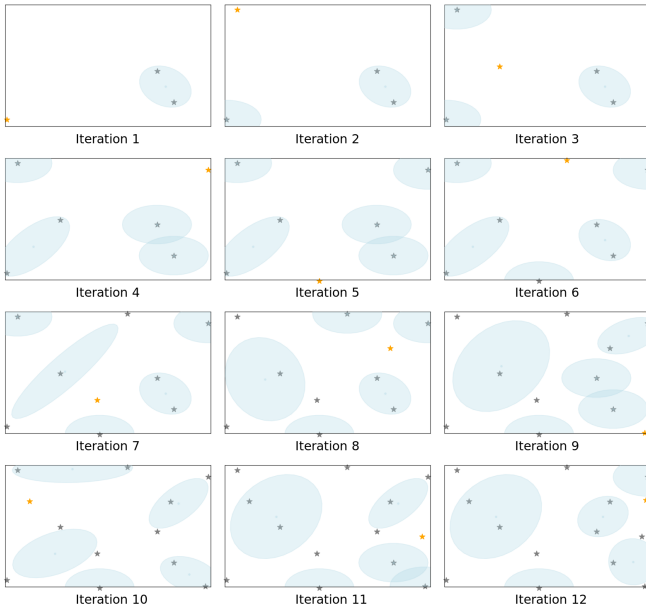 Iteration 1
Iteration 2
Iteration 3
Iteration 4
Iteration 5
Iteration 6
Iteration 7
Iteration 8
Iteration 9
Iteration 10
Iteration 11
Iteration 12